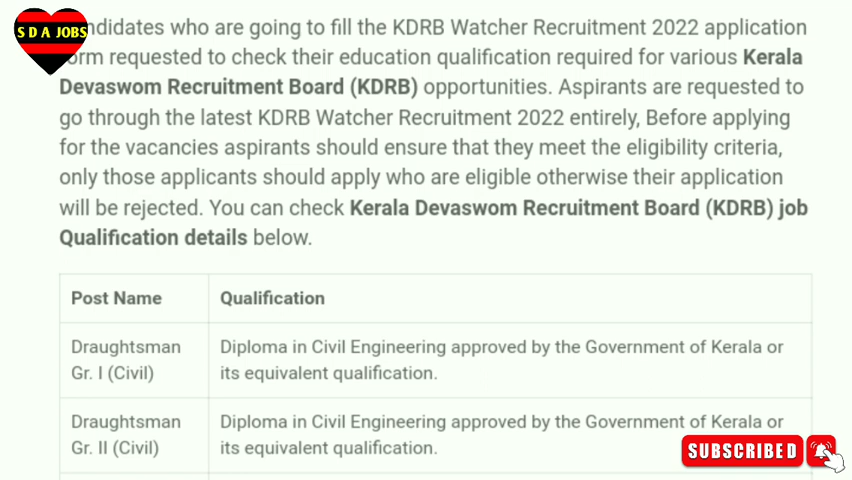 S D A JOBS
ndidates who are going to fill the KDRB Watcher Recruitment 2022 application
orm requested to check their education qualification required for various Kerala
Devaswom Recruitment Board (KDRB) opportunities. Aspirants are requested to
go through the latest KDRB Watcher Recruitment 2022 entirely, Before applying
for the vacancies aspirants should ensure that they meet the eligibility criteria,
only those applicants should apply who are eligible otherwise their application
will be rejected. You can check Kerala Devaswom Recruitment Board (KDRB) job
Qualification details below.
Post Name Qualification
Draughtsman Diploma in Civil Engineering approved by the Government of Kerala or
Gr. I (Civil) its equivalent qualification.
Draughtsman Diploma in Civil Engineering approved by the Government of Kerala or
Gr. II (Civil) its equivalent qualification.
SUBSCRIBED